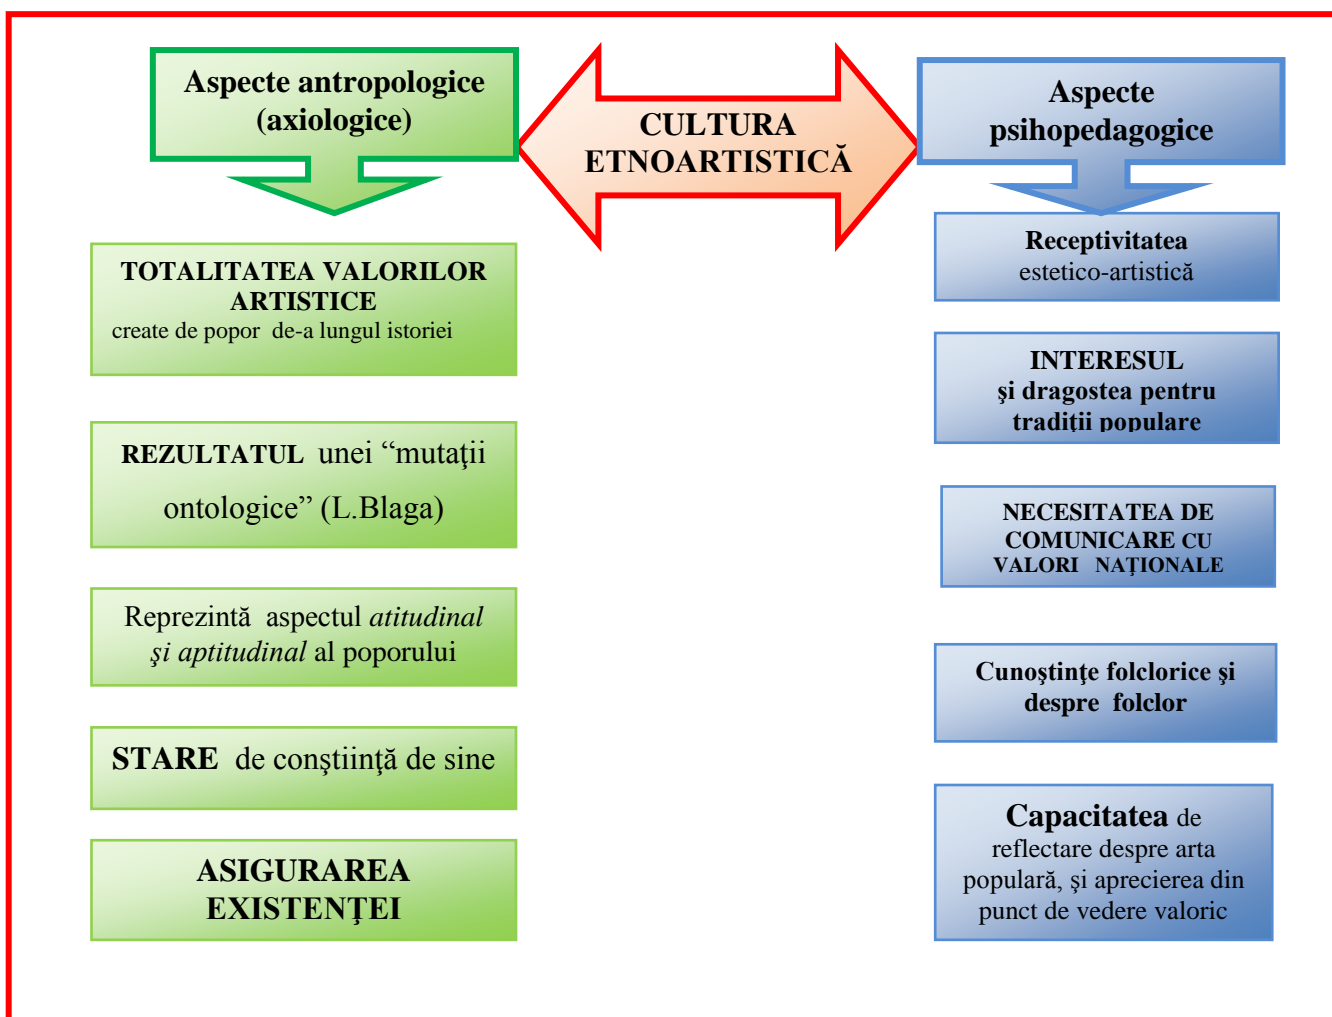 Aspecte antropologice
(axiologice)
CULTURA
ETNOARTISTICĂ
Aspecte
psihopedagogice
TOTALITATEA VALORILOR
ARTISTICE
create de popor de-a lungul istoriei
REZULTATUL unei “mutaţii
ontologice” (L.Blaga)
Reprezintă aspectul atitudinal
şi aptitudinal al poporului
STARE de conştiinţă de sine
ASIGURAREA
EXISTENŢEI
Receptivitatea
estetico-artistică
INTERESUL
şi dragostea pentru
tradiţii populare
NECESITATEA DE
COMUNICARE CU
VALORI NAŢIONALE
Cunoştinţe folclorice şi
despre folclor
Capacitatea de
reflectare despre arta
populară, şi aprecierea din
punct de vedere valoric